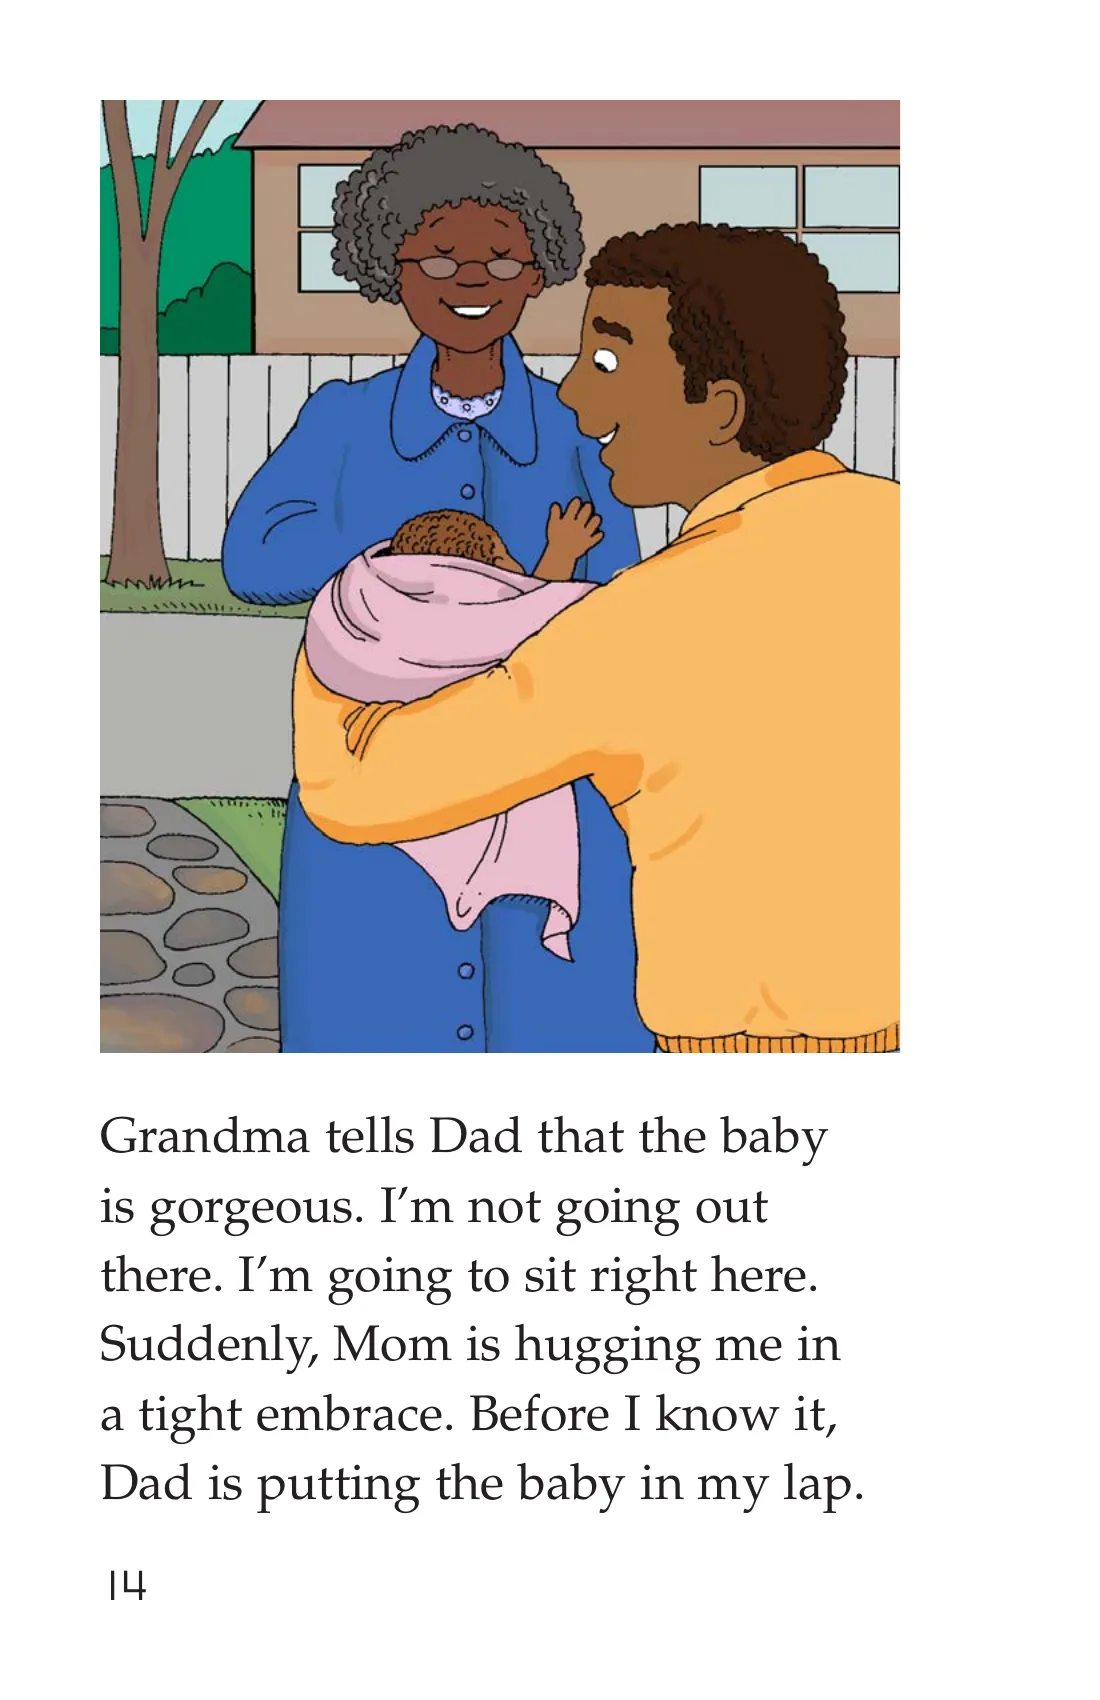 Grandma tells Dad that the baby
is gorgeous. I’m not going out
there. I’m going to sit right here.
Suddenly, Mom is hugging me in
a tight embrace. Before I know it,
Dad is putting the baby in my lap.
14